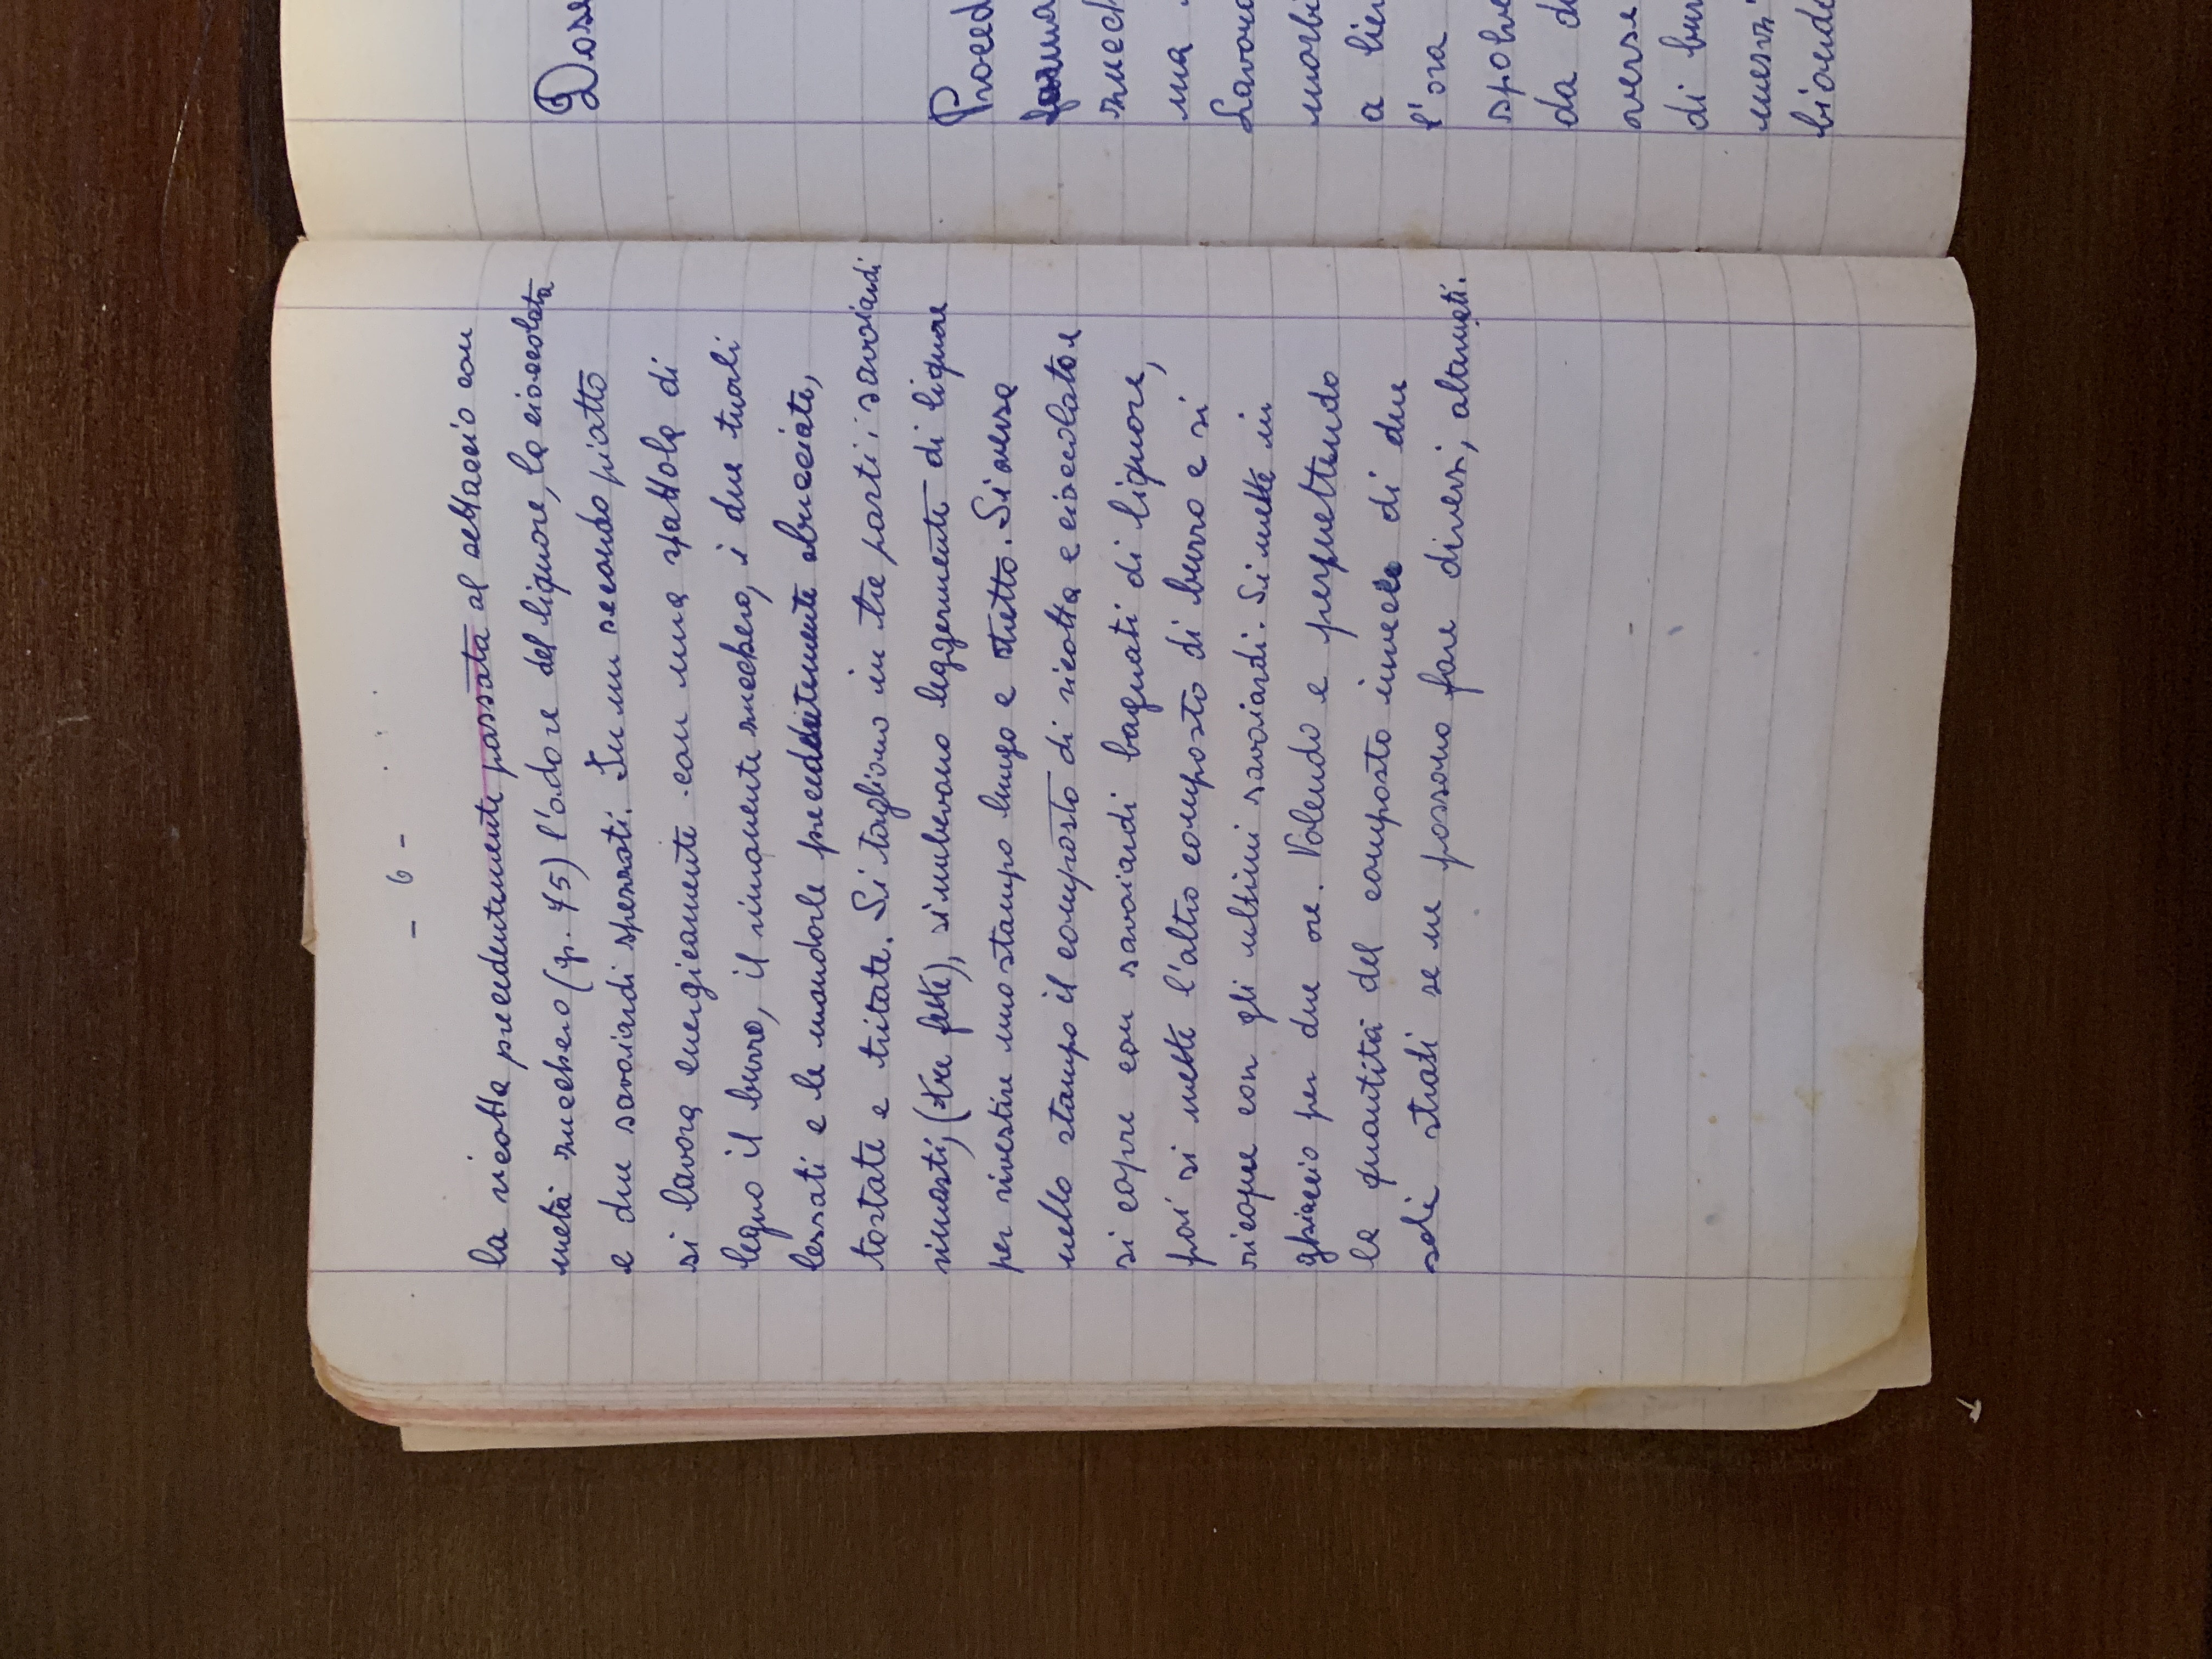 - 6 -
la ricotta precedentemente passata al settaccio con
metà zucchero (gr. 75) l'odore del liquore, la cioccolata
e due savoiardi spezzati. In un secondo piatto
si lavora energicamente con una spattola di
legno il burro, il rimanente zucchero, i due tuorli
lessati e le mandorle precedentemente sbucciate,
tostate e tritate. Si tagliano in tre parti i savoiardi
rimasti, (tre fette), si imbevano leggermente di liquore
per rivestire uno stampo lungo e stretto. Si versa
nello stampo il composto di ricotta e cioccolato e
si copre con savoiardi bagnati di liquore,
poi si mette l'altro composto di burro e si
ricopre con gli ultimi savoiardi. Si mette in
ghiaccio per due ore. Volendo e permettendo
la quantità del composto invece di due
soli strati se ne possono fare diversi, alternati.
Dose
Proced
forma
zucch
ma
Lavora
morbi
a lie
l'ora
spolve
da d
verse
di bur
mezz'
biondo